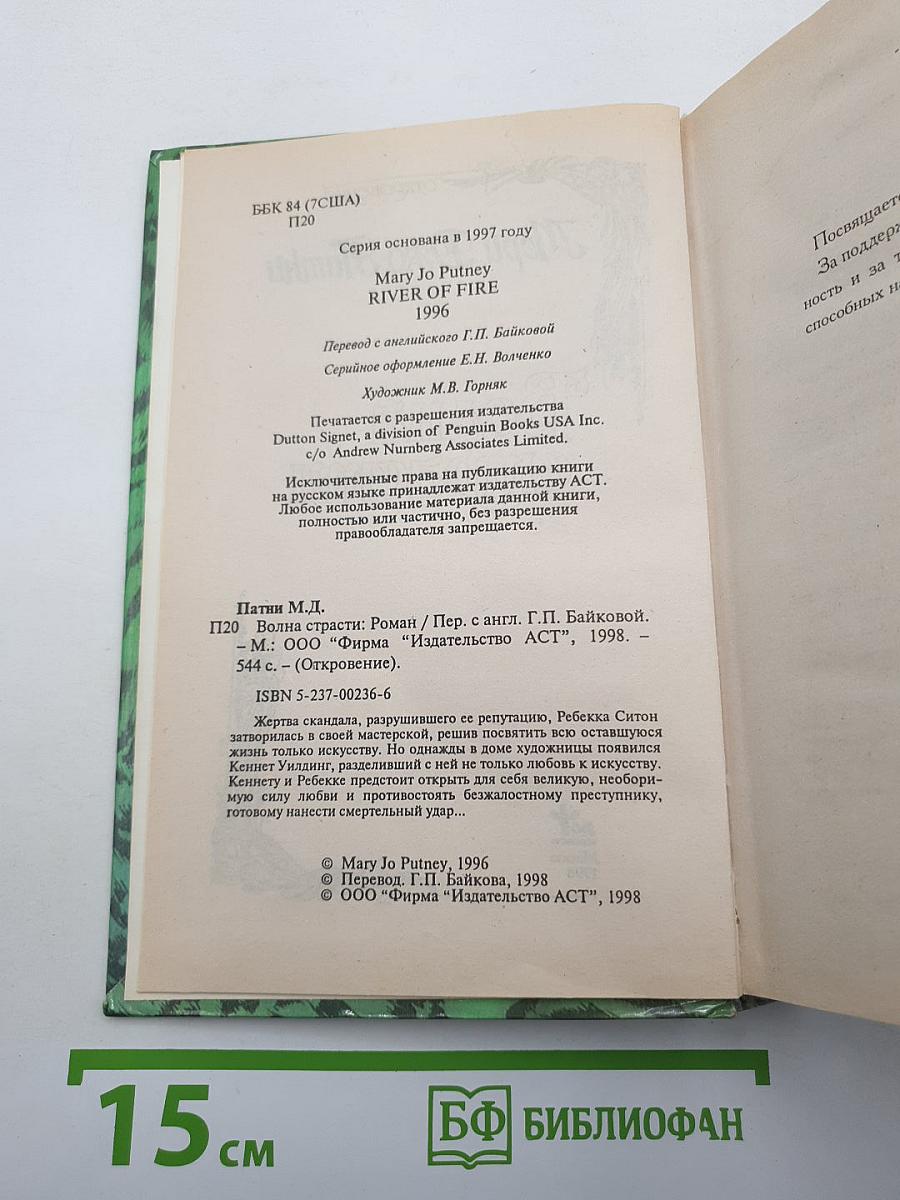 ББК 84 (7США)
П20
Серия основана в 1997 году
Mary Jo Putney
RIVER OF FIRE
1996
Перевод с английского Г.П. Байковой
Серийное оформление Е.Н. Волченко
Художник М.В. Горняк
Печатается с разрешения издательства
Dutton Signet, a division of Penguin Books USA Inc.
c/o Andrew Nurnberg Associates Limited.
Исключительные права на публикацию книги
на русском языке принадлежат издательству АСТ.
Любое использование материала данной книги,
полностью или частично, без разрешения
правообладателя запрещается.
Патни М.Д.
П20 Волна страсти: Роман / Пер. с англ. Г.П. Байковой.
– М.: ООО “Фирма “Издательство АСТ”, 1998. –
544 с. – (Откровение).
ISBN 5-237-00236-6
Жертва скандала, разрушившего ее репутацию, Ребекка Ситон
затворилась в своей мастерской, решив посвятить всю оставшуюся
жизнь только искусству. Но однажды в доме художницы появился
Кеннет Уилдинг, разделивший с ней не только любовь к искусству.
Кеннету и Ребекке предстоит открыть для себя великую, необори-
мую силу любви и противостоять безжалостному преступнику,
готовому нанести смертельный удар...
© Mary Jo Putney, 1996
© Перевод. Г.П. Байкова, 1998
© ООО “Фирма “Издательство АСТ”, 1998
Посвящаетс
За поддерж
ность и за т
способных на
15 см
БФ БИБЛИОФАН